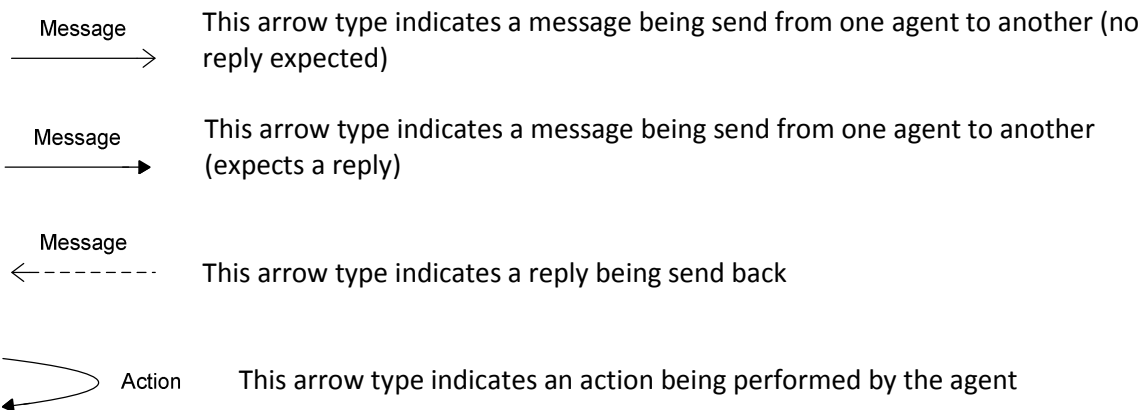 Message
This arrow type indicates a message being send from one agent to another (no
reply expected)
Message
This arrow type indicates a message being send from one agent to another
(expects a reply)
Message
This arrow type indicates a reply being send back
Action
This arrow type indicates an action being performed by the agent